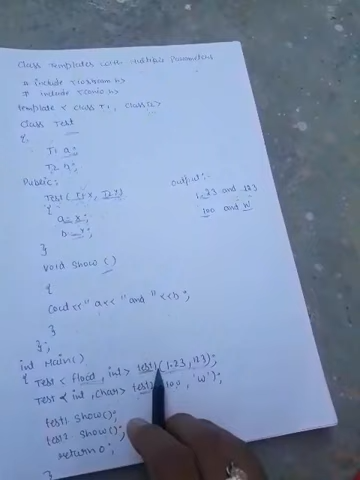 Class Templates with Multiple Parameters
# include <iostream.h>
# include <conio.h>
template < class T1, class T2>
Class Test
{
T1 a;
T2 b;
Public:
Test( T1 x, T2 y)
{
a = x;
b = y;
}
void show ()
{
cout<<" a<< " and " <<b ;
}
};
int Main()
{ Test < float, int> test1 (1.23, 123);
Test < int, char> test2 100 , 'w');
test1 show();
test2 show();
return 0;
}
output:-
1.23 and 123
100 and w